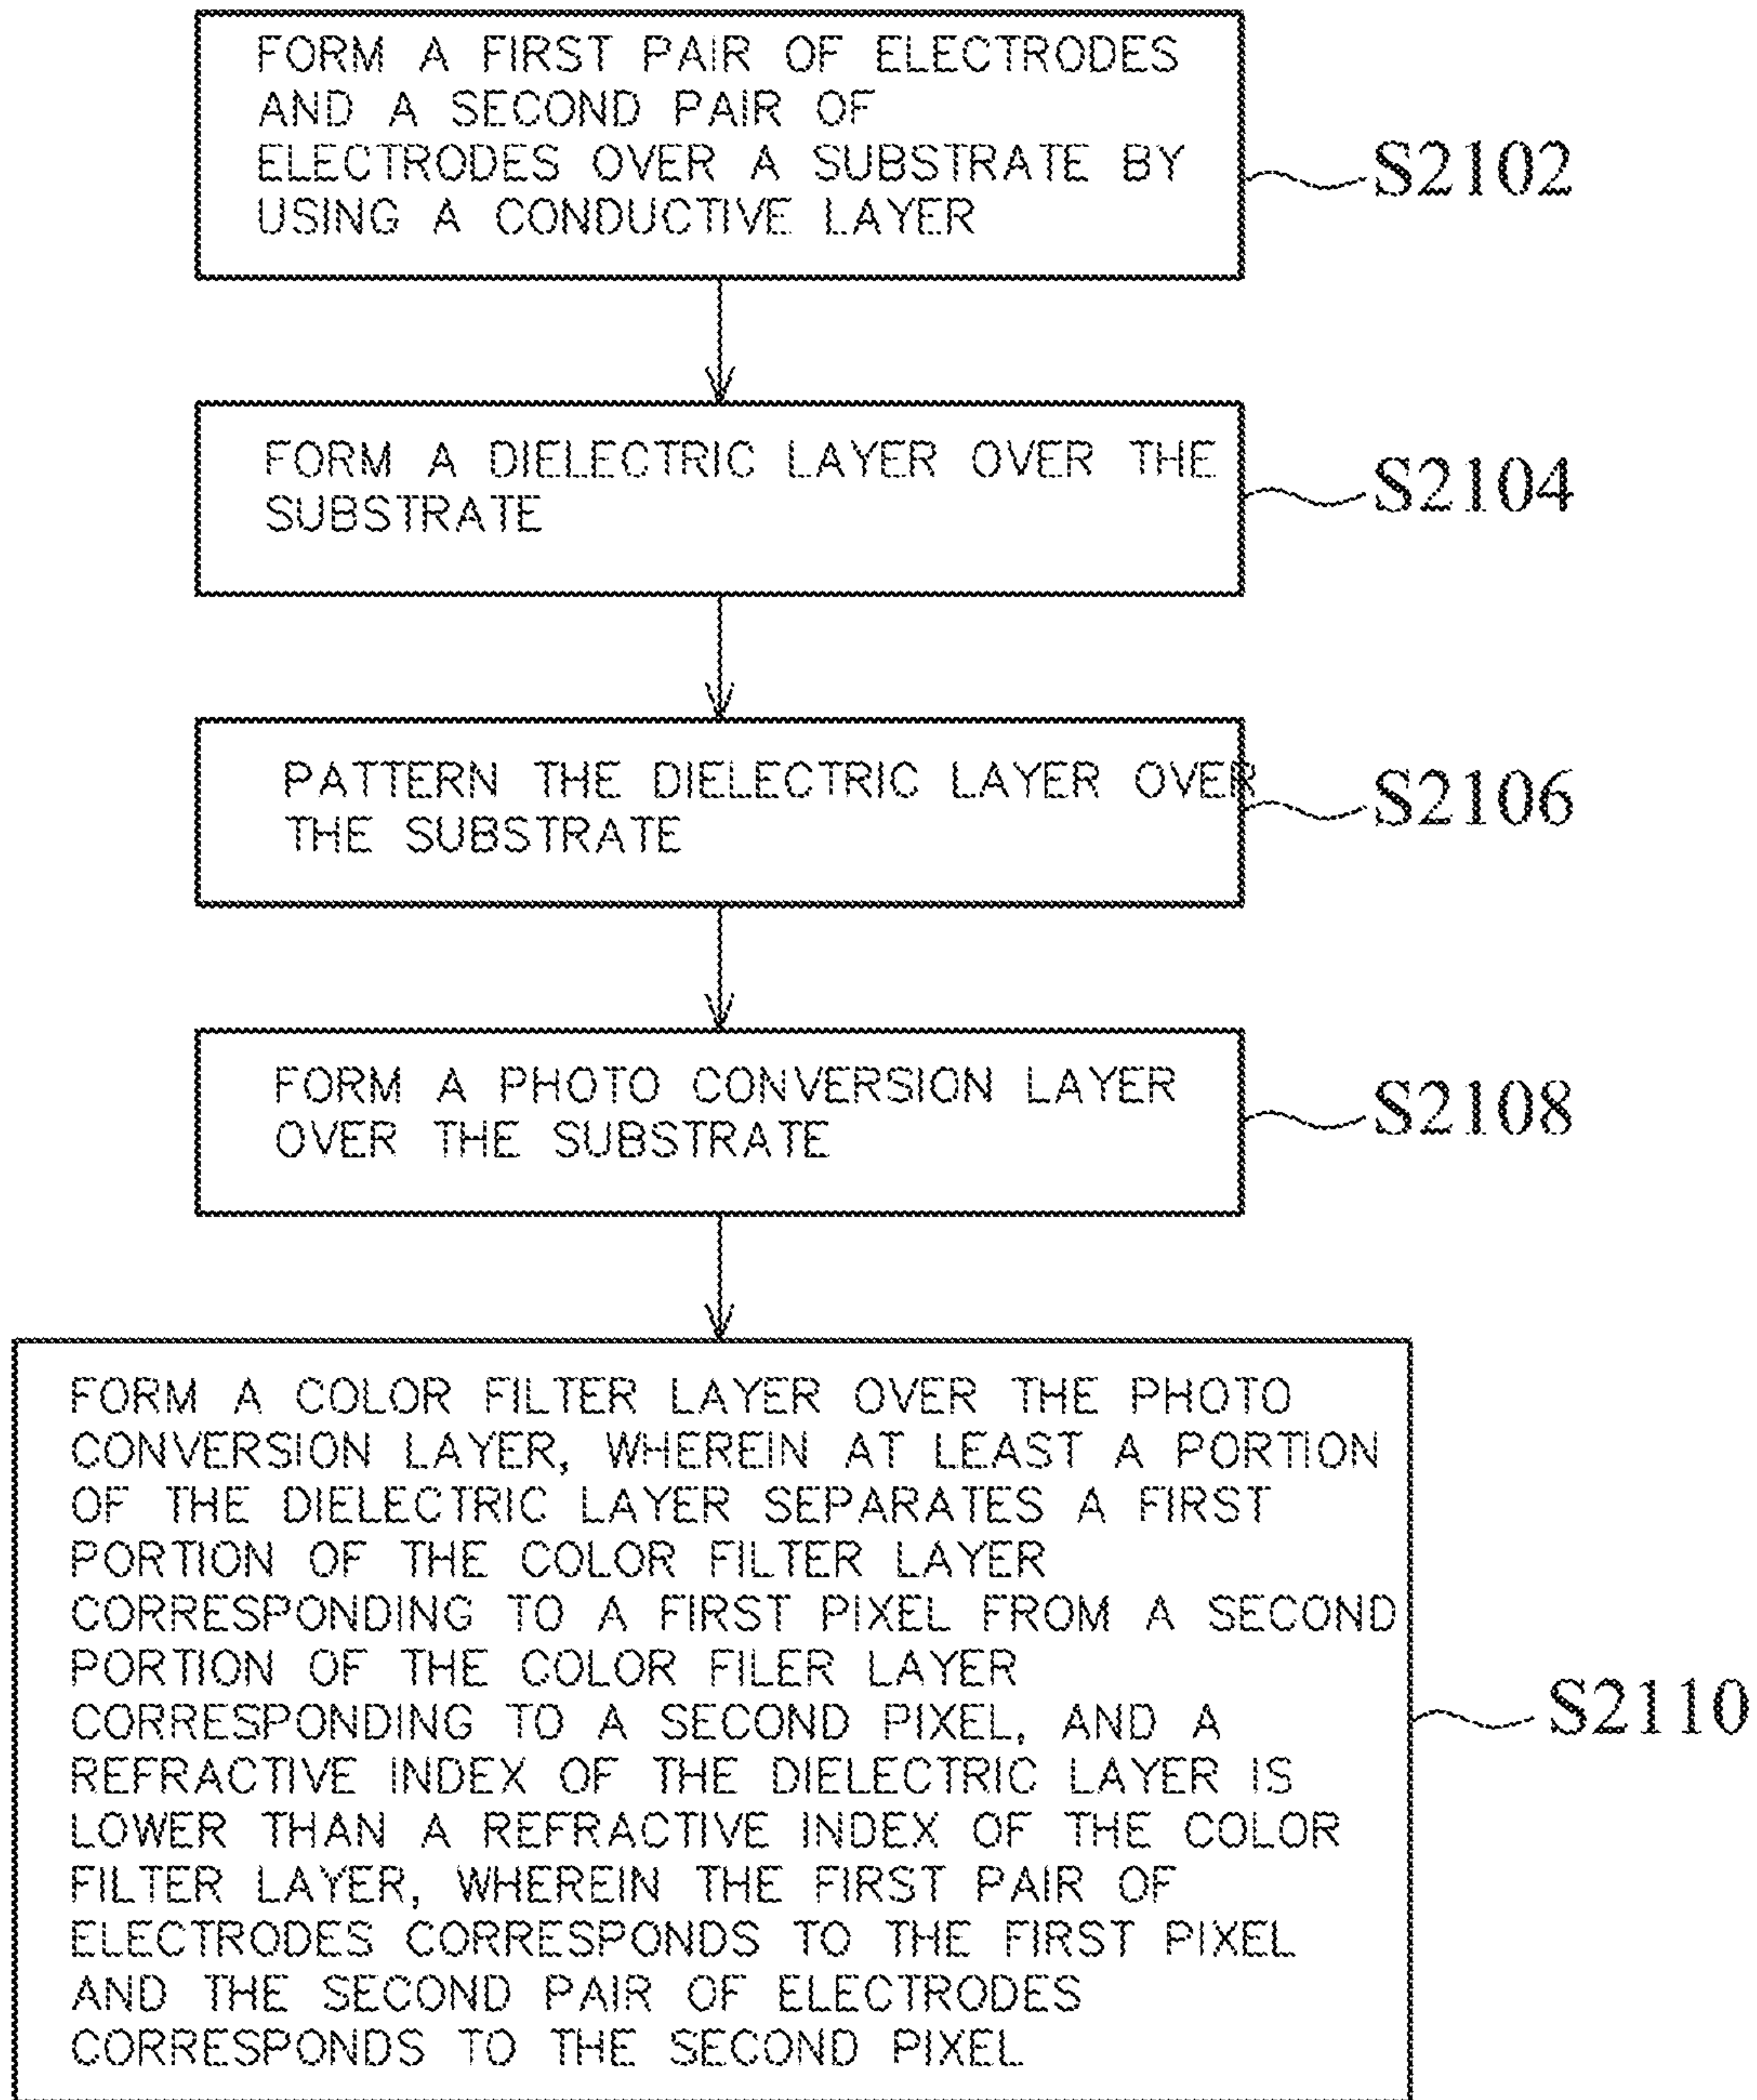 FORM A FIRST PAIR OF ELECTRODES
AND A SECOND PAIR OF
ELECTRODES OVER A SUBSTRATE BY
USING A CONDUCTIVE LAYER
S2102
FORM A DIELECTRIC LAYER OVER THE
SUBSTRATE
S2104
PATTERN THE DIELECTRIC LAYER OVER
THE SUBSTRATE
S2106
FORM A PHOTO CONVERSION LAYER
OVER THE SUBSTRATE
S2108
FORM A COLOR FILTER LAYER OVER THE PHOTO
CONVERSION LAYER, WHEREIN AT LEAST A PORTION
OF THE DIELECTRIC LAYER SEPARATES A FIRST
PORTION OF THE COLOR FILTER LAYER
CORRESPONDING TO A FIRST PIXEL FROM A SECOND
PORTION OF THE COLOR FILER LAYER
CORRESPONDING TO A SECOND PIXEL, AND A
REFRACTIVE INDEX OF THE DIELECTRIC LAYER IS
LOWER THAN A REFRACTIVE INDEX OF THE COLOR
FILTER LAYER, WHEREIN THE FIRST PAIR OF
ELECTRODES CORRESPONDS TO THE FIRST PIXEL
AND THE SECOND PAIR OF ELECTRODES
CORRESPONDS TO THE SECOND PIXEL
S2110